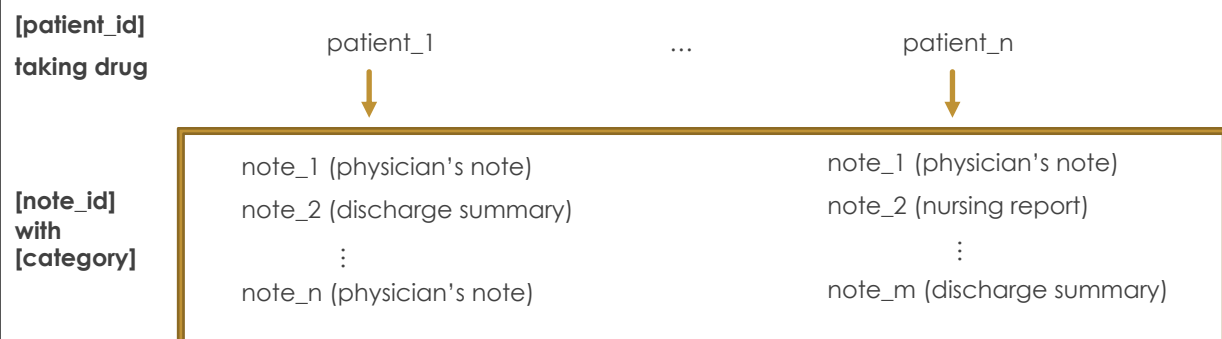 [patient_id]
taking drug
patient_1
...
patient_n
[note_id]
with
[category]
note_1 (physician’s note)
note_2 (discharge summary)
⋮
note_n (physician’s note)
note_1 (physician’s note)
note_2 (nursing report)
⋮
note_m (discharge summary)